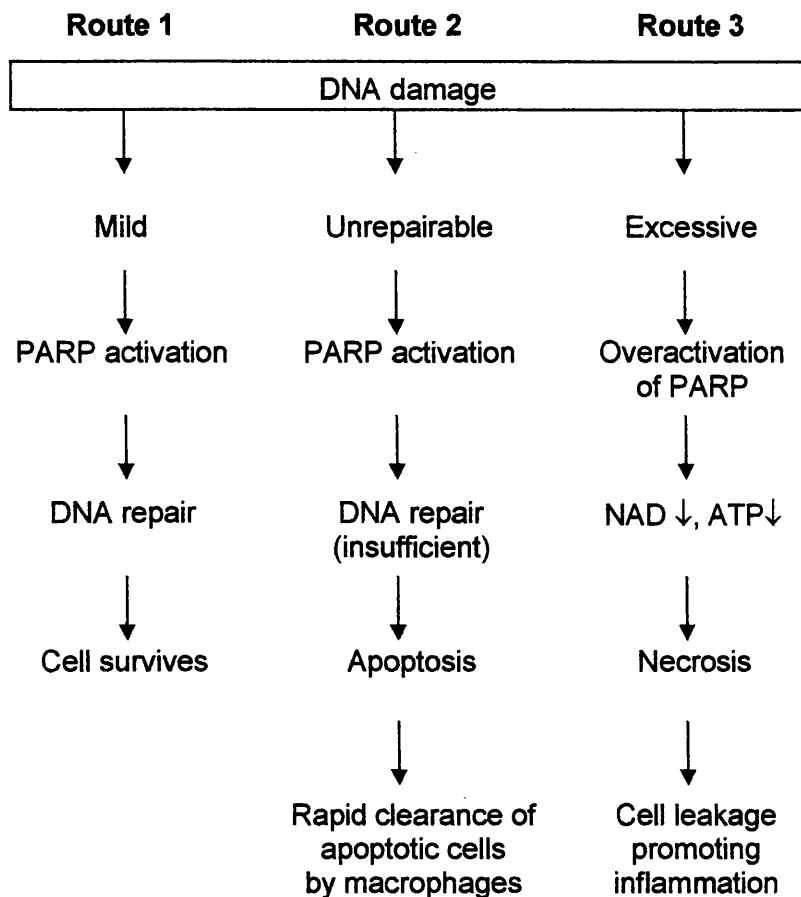 Route 1 Route 2 Route 3
DNA damage
Mild Unrepairable Excessive
PARP activation PARP activation Overactivation
of PARP
DNA repair DNA repair NAD ↓, ATP↓
(insufficient)
Cell survives Apoptosis Necrosis
Rapid clearance of Cell leakage
apoptotic cells promoting
by macrophages inflammation